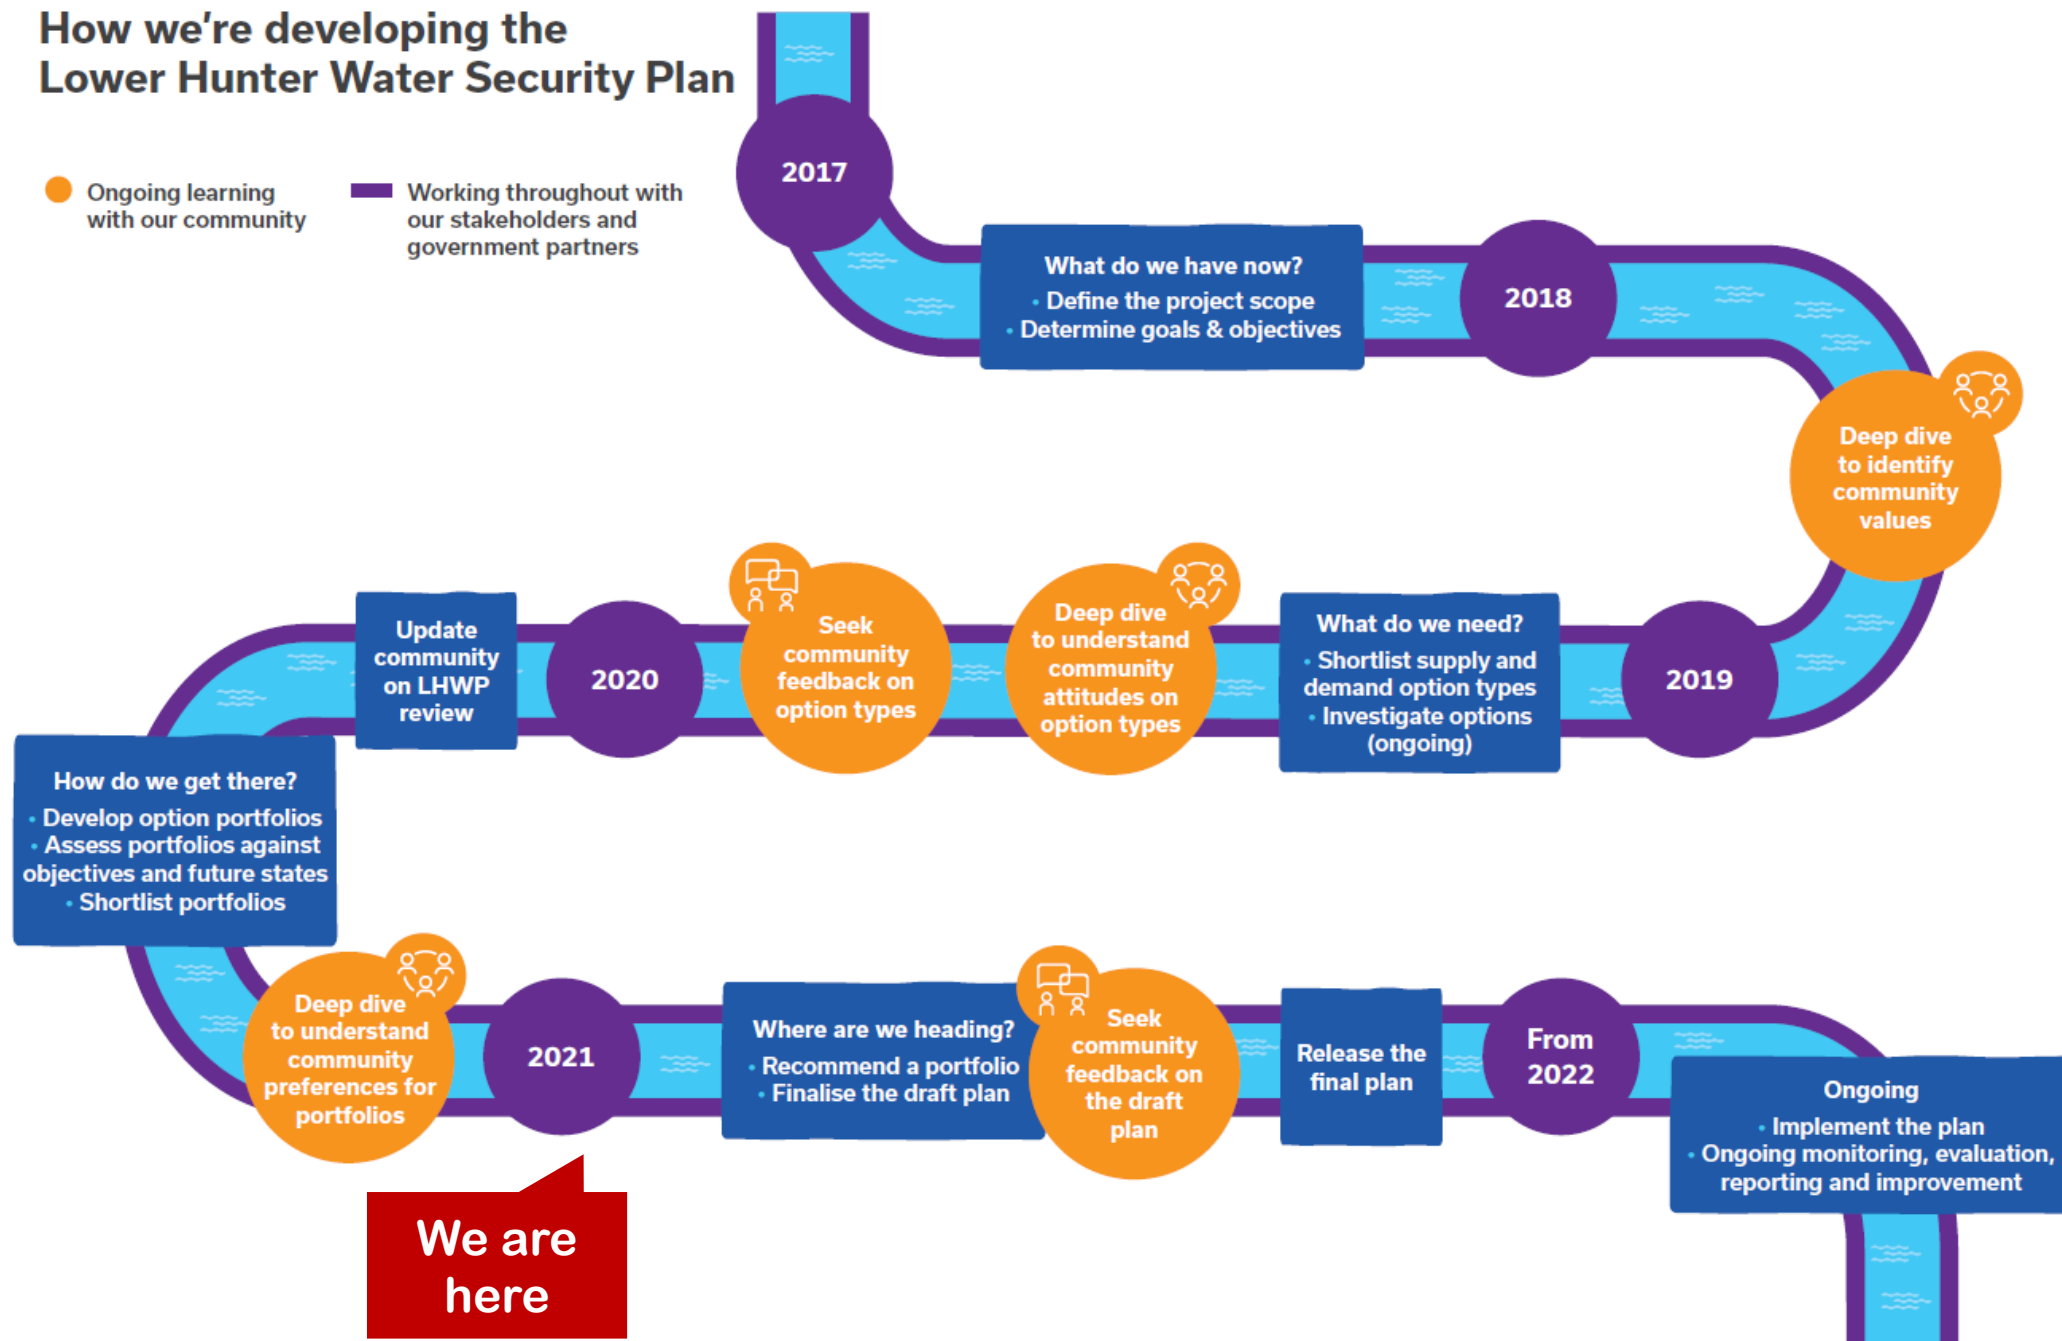 How we're developing the
Lower Hunter Water Security Plan
Ongoing learning
with our community
Working throughout with
our stakeholders and
government partners
2017
What do we have now?
• Define the project scope
• Determine goals & objectives
2018
Deep dive
to identify
community
values
2019
What do we need?
• Shortlist supply and
demand option types
• Investigate options
(ongoing)
Deep dive
to understand
community
attitudes on
option types
Seek
community
feedback on
option types
2020
Update
community
on LHWP
review
How do we get there?
• Develop option portfolios
• Assess portfolios against
objectives and future states
• Shortlist portfolios
Deep dive
to understand
community
preferences for
portfolios
2021
We are
here
Where are we heading?
• Recommend a portfolio
• Finalise the draft plan
Seek
community
feedback on
the draft
plan
Release the
final plan
From
2022
Ongoing
• Implement the plan
• Ongoing monitoring, evaluation,
reporting and improvement